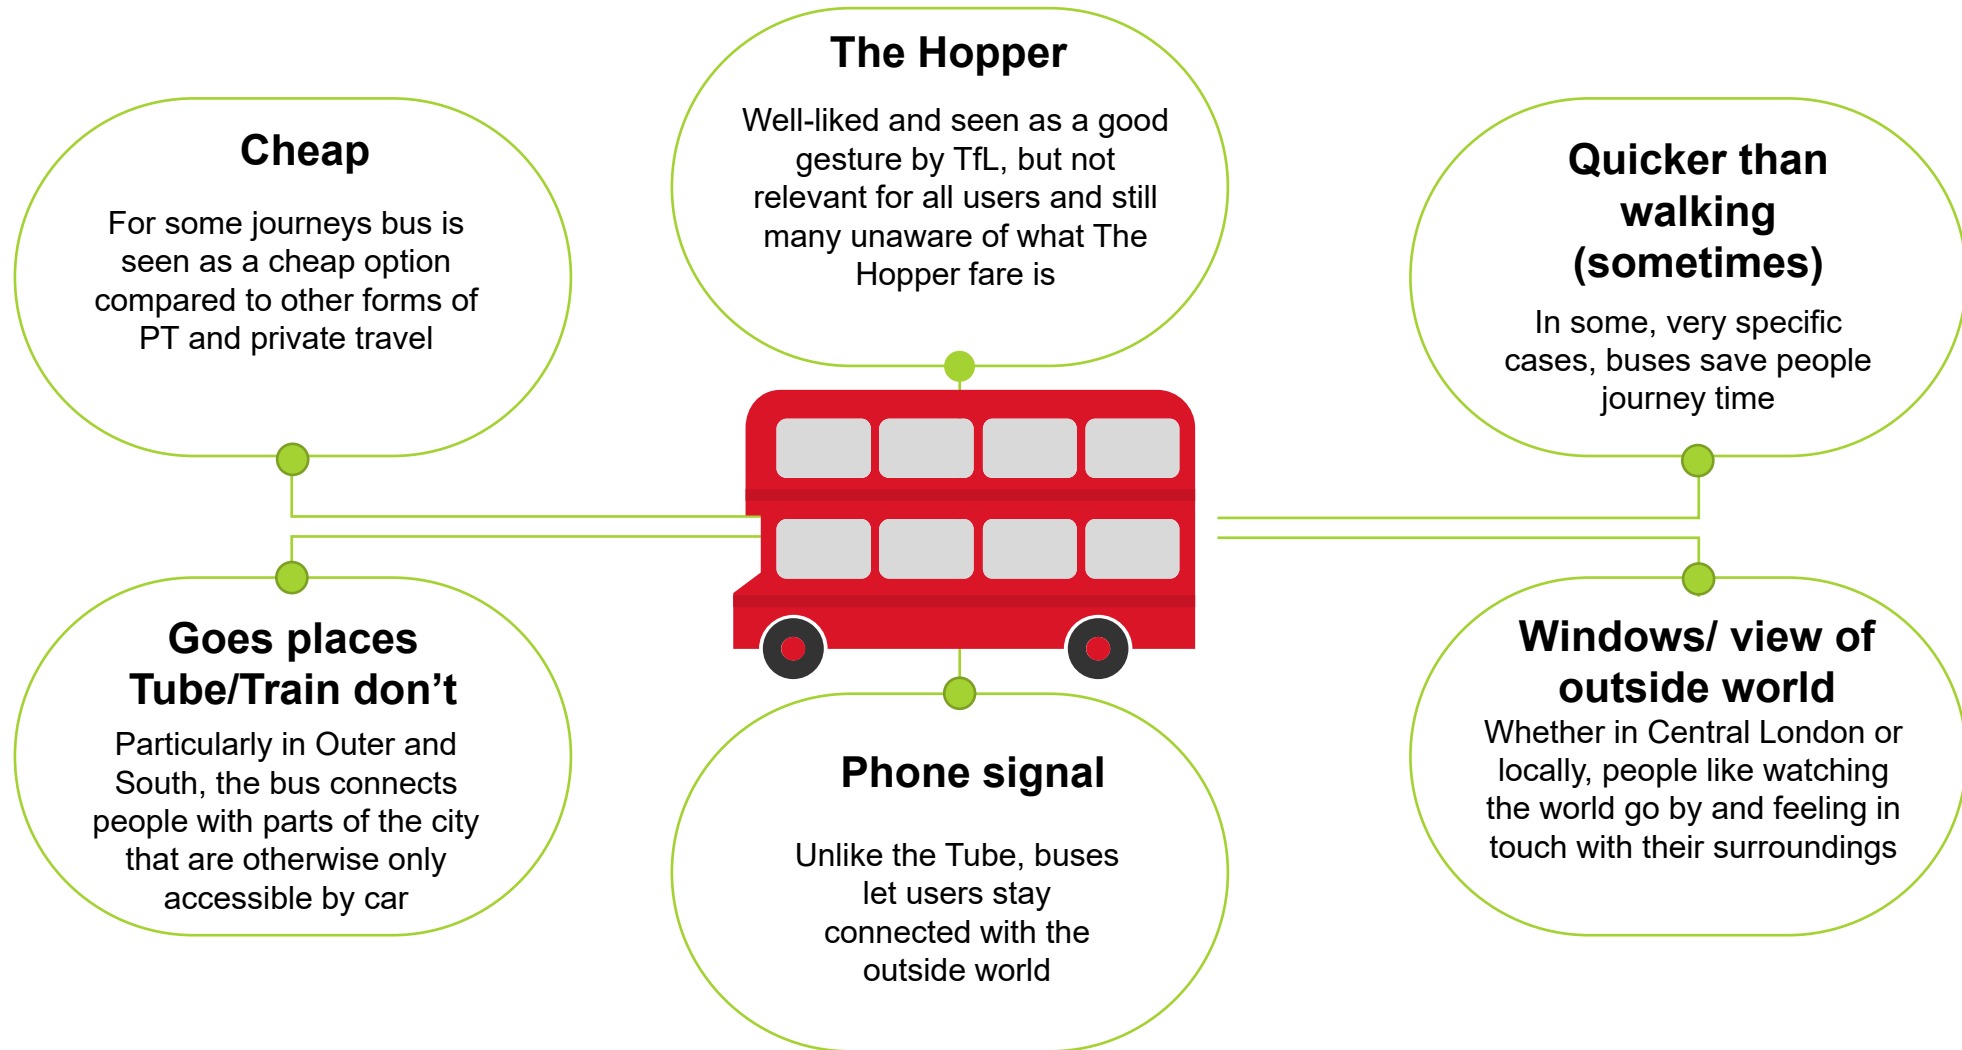 The Hopper
Well-liked and seen as a good
gesture by TfL, but not
relevant for all users and still
many unaware of what The
Hopper fare is
Cheap
For some journeys bus is
seen as a cheap option
compared to other forms of
PT and private travel
Quicker than
walking
(sometimes)
In some, very specific
cases, buses save people
journey time
Goes places
Tube/Train don’t
Particularly in Outer and
South, the bus connects
people with parts of the city
that are otherwise only
accessible by car
Phone signal
Unlike the Tube, buses
let users stay
connected with the
outside world
Windows/ view of
outside world
Whether in Central London or
locally, people like watching
the world go by and feeling in
touch with their surroundings